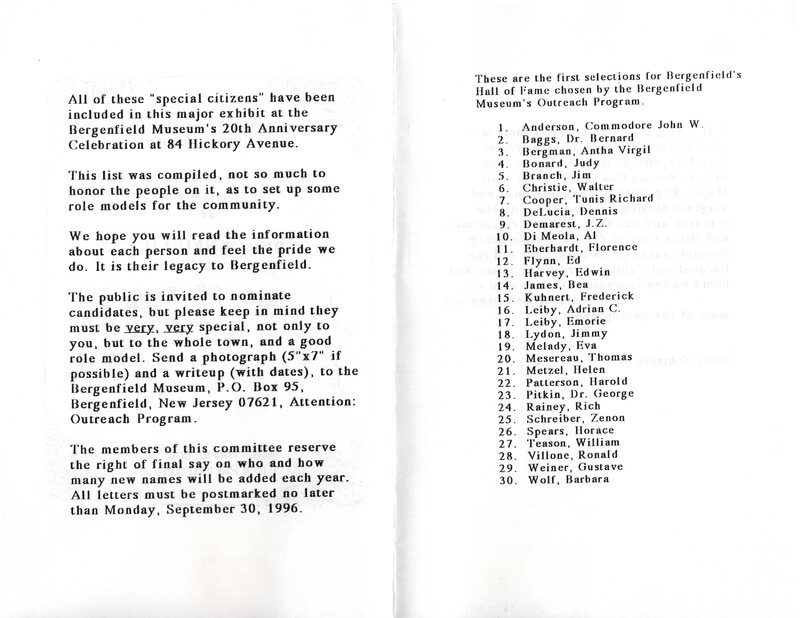 All of these "special citizens" have been
included in this major exhibit at the
Bergenfield Museum's 20th Anniversary
Celebration at 84 Hickory Avenue.
This list was compiled, not so much to
honor the people on it, as to set up some
role models for the community.
We hope you will read the information
about each person and feel the pride we
do. It is their legacy to Bergenfield.
The public is invited to nominate
candidates, but please keep in mind they
must be very, very special, not only to
you, but to the whole town, and a good
role model. Send a photograph (5"x7" if
possible) and a writeup (with dates), to the
Bergenfield Museum, P.O. Box 95,
Bergenfield, New Jersey 07621, Attention:
Outreach Program.
The members of this committee reserve
the right of final say on who and how
many new names will be added each year.
All letters must be postmarked no later
than Monday, September 30, 1996.
These are the first selections for Bergenfield's
Hall of Fame chosen by the Bergenfield
Museum's Outreach Program.
1. Anderson, Commodore John W.
2. Baggs, Dr. Bernard
3. Bergman, Antha Virgil
4. Bonard, Judy
5. Branch, Jim
6. Christie, Walter
7. Cooper, Tunis Richard
8. DeLucia, Dennis
9. Demarest, J.Z.
10. Di Meola, Al
11. Eberhardt, Florence
12. Flynn, Ed
13. Harvey, Edwin
14. James, Bea
15. Kuhnert, Frederick
16. Leiby, Adrian C.
17. Leiby, Emorie
18. Lydon, Jimmy
19. Melady, Eva
20. Mesereau, Thomas
21. Metzel, Helen
22. Patterson, Harold
23. Pitkin, Dr. George
24. Rainey, Rich
25. Schreiber, Zenon
26. Spears, Horace
27. Teason, William
28. Villone, Ronald
29. Weiner, Gustave
30. Wolf, Barbara